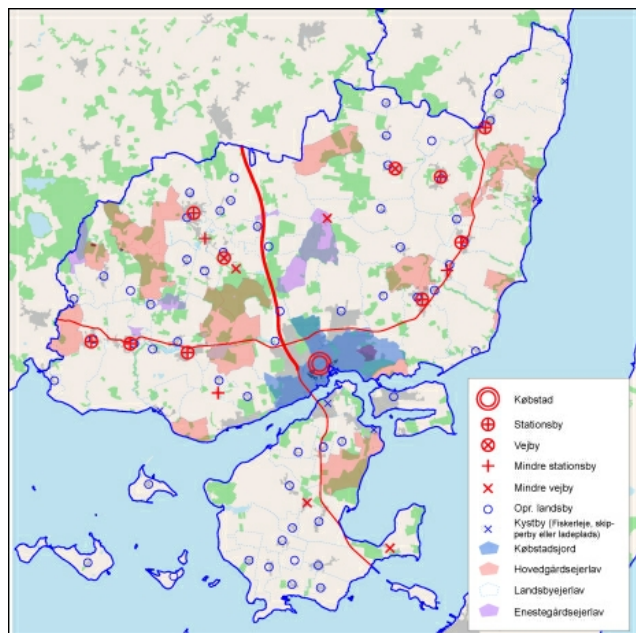 Købstad
Stationsby
Vejby
Mindre stationsby
Mindre vejby
Opr. landsby
Kystby (Fiskerleje, skip-
perby eller ladeplads)
Købstadsjord
Hovedgårdsejerlav
Landsbyejerlav
Enestegårdsejerlav